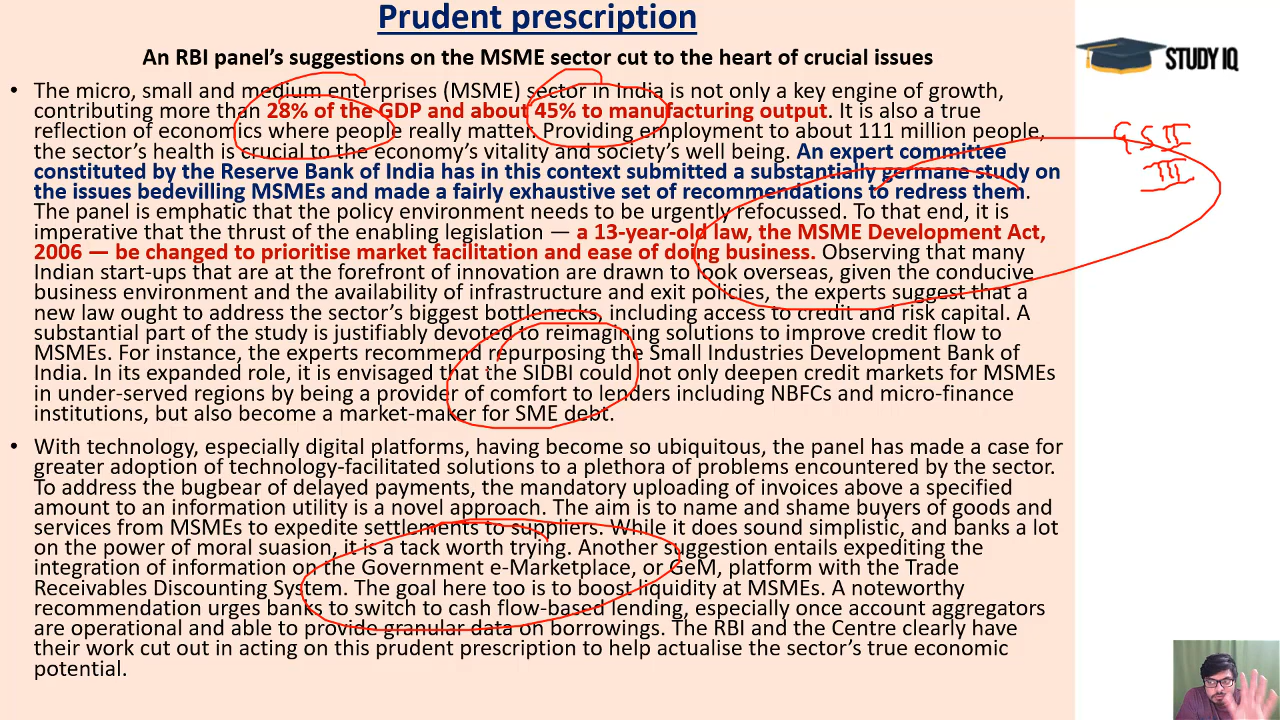 Prudent prescription
An RBI panel's suggestions on the MSME sector cut to the heart of crucial issues
STUDY IQ
• The micro, small and medium enterprises (MSME) sector in India is not only a key engine of growth,
contributing more than 28% of the GDP and about 45% to manufacturing output. It is also a true
reflection of economics where people really matter. Providing employment to about 111 million people,
the sector's health is crucial to the economy's vitality and society's well being. An expert committee
constituted by the Reserve Bank of India has in this context submitted a substantially germane study on
the issues bedevilling MSMEs and made a fairly exhaustive set of recommendations to redress them.
The panel is emphatic that the policy environment needs to be urgently refocussed. To that end, it is
imperative that the thrust of the enabling legislation — a 13-year-old law, the MSME Development Act,
2006 — be changed to prioritise market facilitation and ease of doing business. Observing that many
Indian start-ups that are at the forefront of innovation are drawn to look overseas, given the conducive
business environment and the availability of infrastructure and exit policies, the experts suggest that a
new law ought to address the sector's biggest bottlenecks, including access to credit and risk capital. A
substantial part of the study is justifiably devoted to reimagining solutions to improve credit flow to
MSMEs. For instance, the experts recommend repurposing the Small Industries Development Bank of
India. In its expanded role, it is envisaged that the SIDBI could not only deepen credit markets for MSMEs
in under-served regions by being a provider of comfort to lenders including NBFCs and micro-finance
institutions, but also become a market-maker for SME debt.
• With technology, especially digital platforms, having become so ubiquitous, the panel has made a case for
greater adoption of technology-facilitated solutions to a plethora of problems encountered by the sector.
To address the bugbear of delayed payments, the mandatory uploading of invoices above a specified
amount to an information utility is a novel approach. The aim is to name and shame buyers of goods and
services from MSMEs to expedite settlements to suppliers. While it does sound simplistic, and banks a lot
on the power of moral suasion, it is a tack worth trying. Another suggestion entails expediting the
integration of information on the Government e-Marketplace, or GeM, platform with the Trade
Receivables Discounting System. The goal here too is to boost liquidity at MSMEs. A noteworthy
recommendation urges banks to switch to cash flow-based lending, especially once account aggregators
are operational and able to provide granular data on borrowings. The RBI and the Centre clearly have
their work cut out in acting on this prudent prescription to help actualise the sector's true economic
potential.
GS II
III